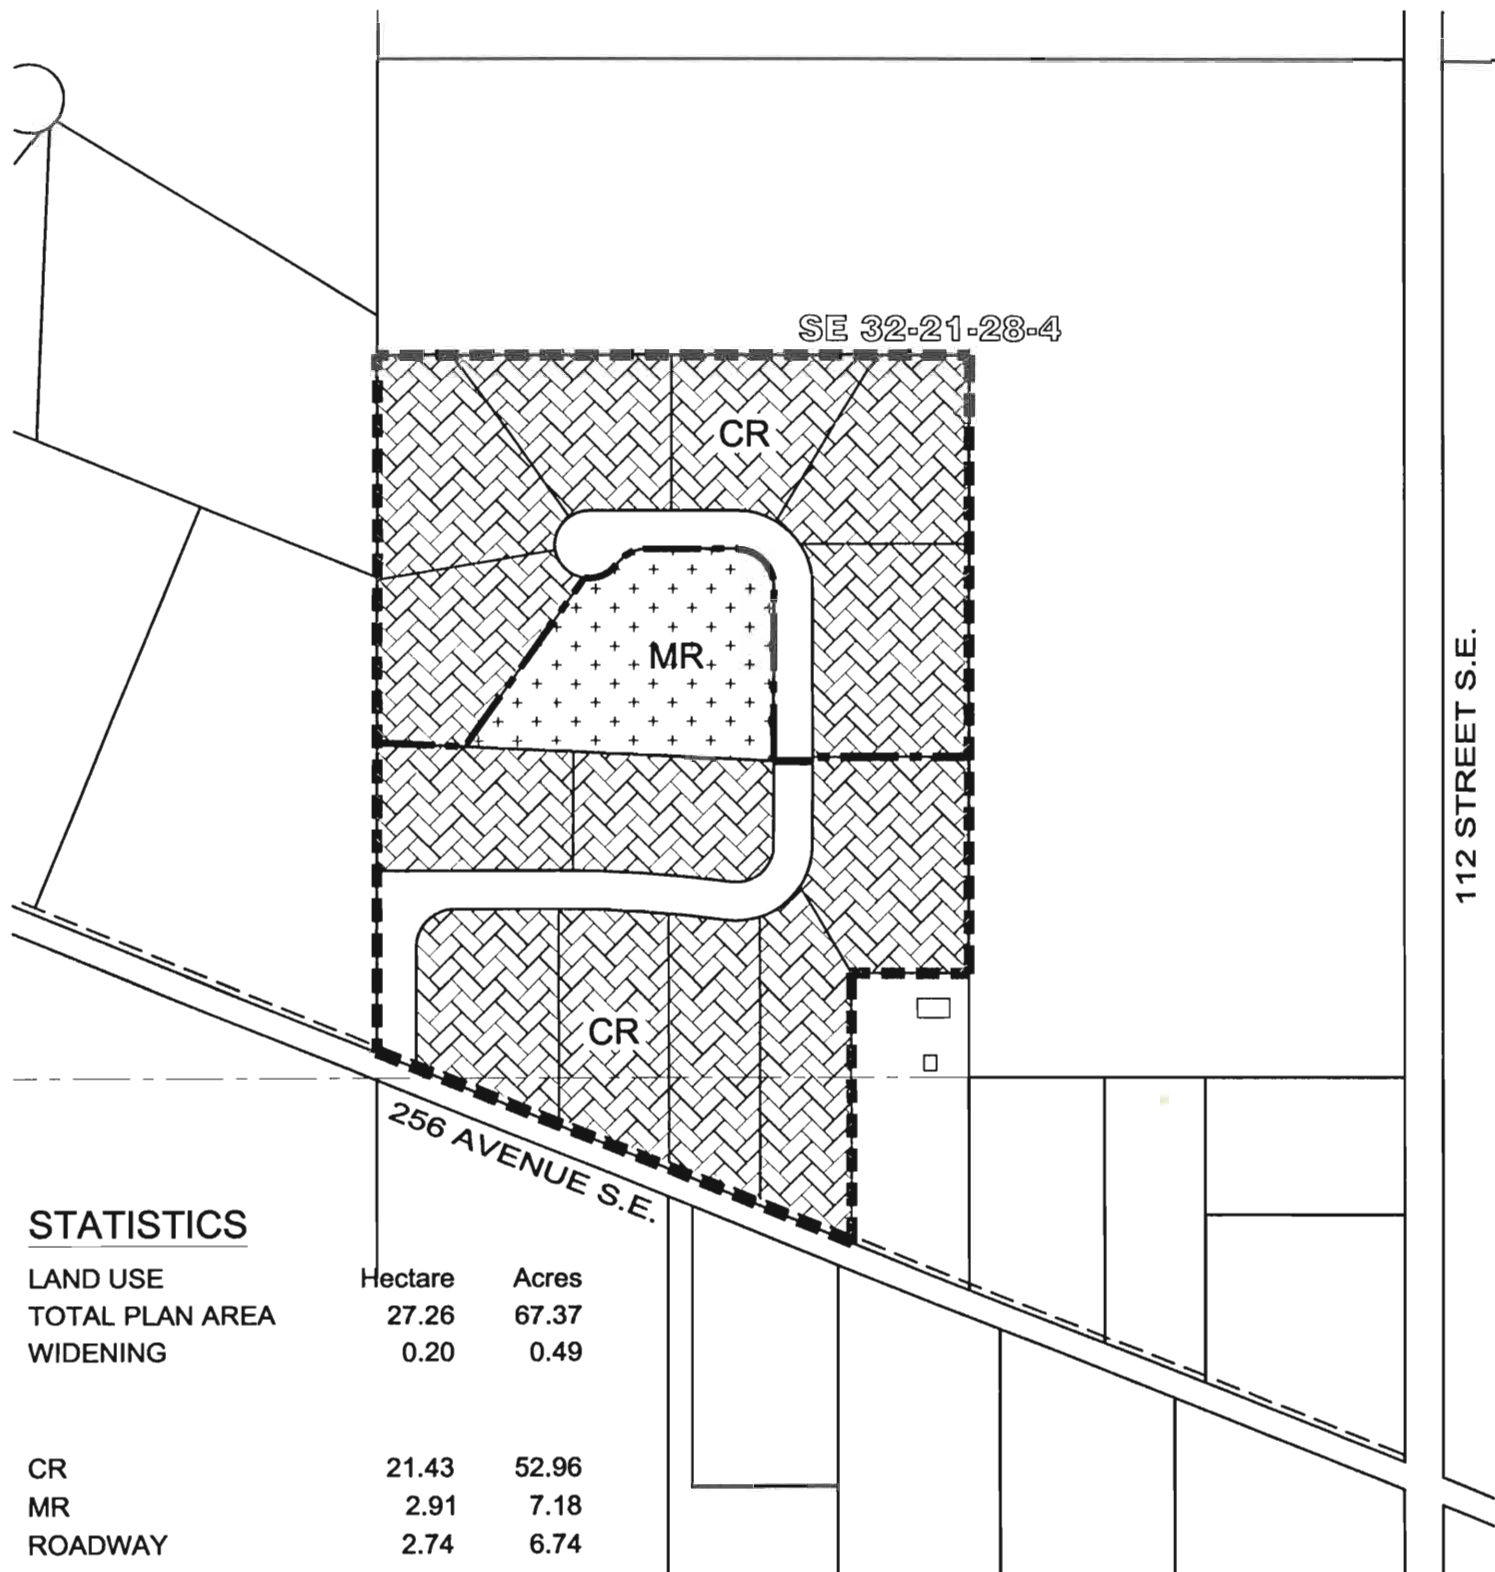 SE 32-21-28-4
CR
MR
112 STREET S.E.
CR
256 AVENUE S.E.
STATISTICS
LAND USE Hectare Acres
TOTAL PLAN AREA 27.26 67.37
WIDENING 0.20 0.49
CR 21.43 52.96
MR 2.91 7.18
ROADWAY 2.74 6.74